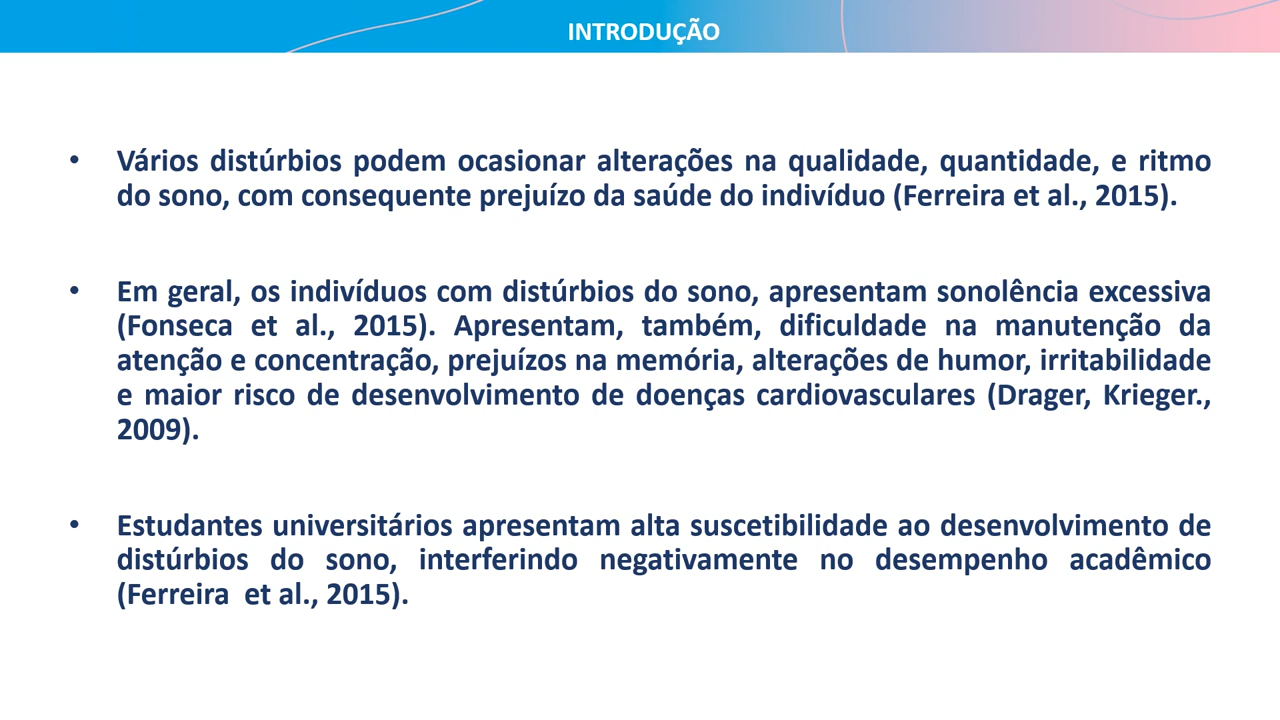 INTRODUÇÃO
• Vários distúrbios podem ocasionar alterações na qualidade, quantidade, e ritmo
do sono, com consequente prejuízo da saúde do indivíduo (Ferreira et al., 2015).
• Em geral, os indivíduos com distúrbios do sono, apresentam sonolência excessiva
(Fonseca et al., 2015). Apresentam, também, dificuldade na manutenção da
atenção e concentração, prejuízos na memória, alterações de humor, irritabilidade
e maior risco de desenvolvimento de doenças cardiovasculares (Drager, Krieger.,
2009).
• Estudantes universitários apresentam alta suscetibilidade ao desenvolvimento de
distúrbios do sono, interferindo negativamente no desempenho acadêmico
(Ferreira  et al., 2015).